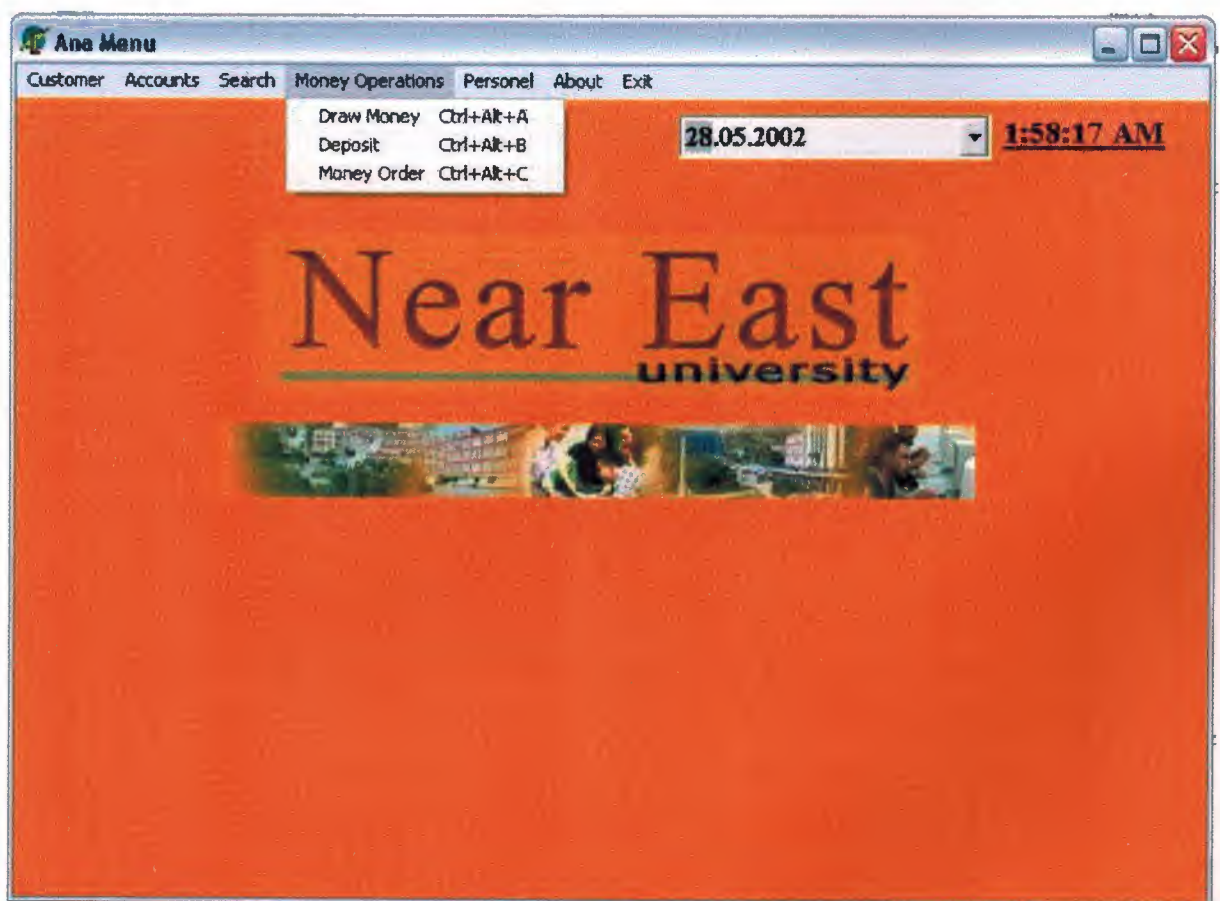 Ana Menu
Customer Accounts Search Money Operations Personel About Exit
Draw Money Ctrl+Alt+A
Deposit Ctrl+Alt+B
Money Order Ctrl+Alt+C
28.05.2002 1:58:17 AM
Near East
university